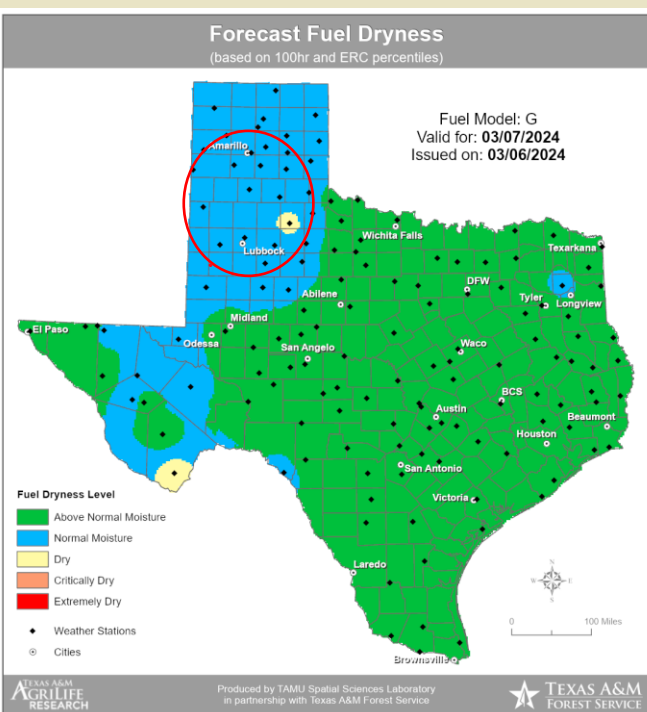 Forecast Fuel Dryness
(based on 100hr and ERC percentiles)
Fuel Model: G
Valid for: 03/07/2024
Issued on: 03/06/2024
Amarillo
Lubbock
Wichita Falls
Texarkana
DFW
Abilene
Tyler
Longview
El Paso
Midland
Odessa
San Angelo
Waco
BCS
Austin
Beaumont
Houston
San Antonio
Victoria
Laredo
Brownsville
Fuel Dryness Level
Above Normal Moisture
Normal Moisture
Dry
Critically Dry
Extremely Dry
Weather Stations
Cities
N
W E
S
0 100 Miles
TEXAS A&M
AGRILIFE
RESEARCH
Produced by TAMU Spatial Sciences Laboratory
in partnership with Texas A&M Forest Service
TEXAS A&M
FOREST SERVICE